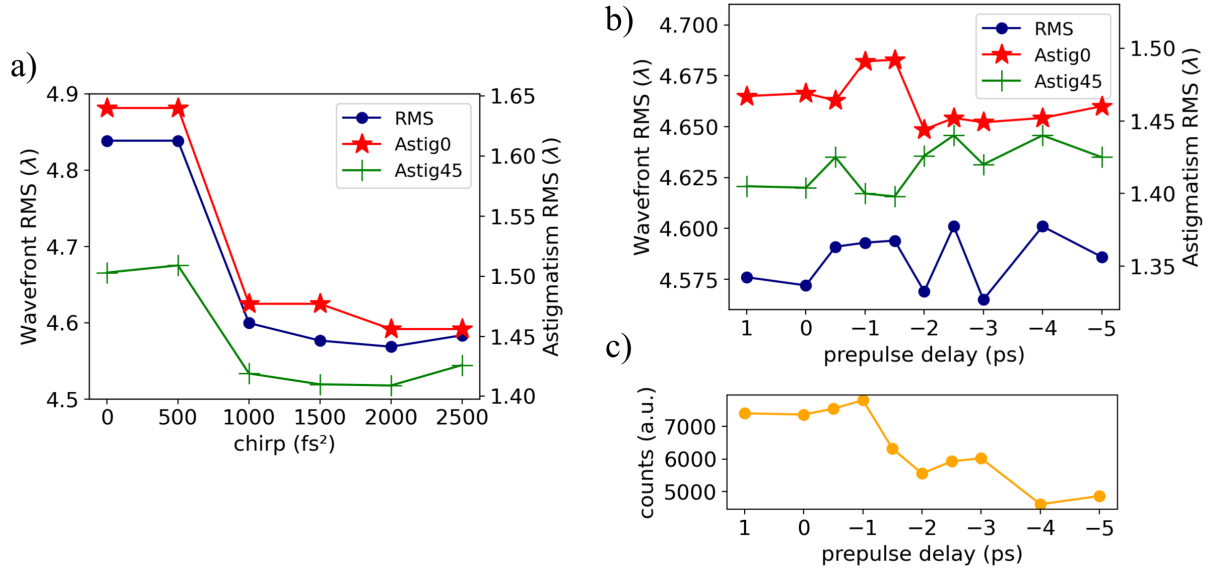 a)
4.9
4.8
4.7
4.6
4.5
Wavefront RMS (λ)
RMS
Astig0
Astig45
1.65
1.60
1.55
1.50
1.45
1.40
Astigmatism RMS (λ)
0 500 1000 1500 2000 2500
chirp (fs²)
b)
4.700
4.675
4.650
4.625
4.600
4.575
Wavefront RMS (λ)
RMS
Astig0
Astig45
1.50
1.45
1.40
1.35
Astigmatism RMS (λ)
1 0 −1 −2 −3 −4 −5
prepulse delay (ps)
c)
7000
6000
5000
counts (a.u.)
1 0 −1 −2 −3 −4 −5
prepulse delay (ps)